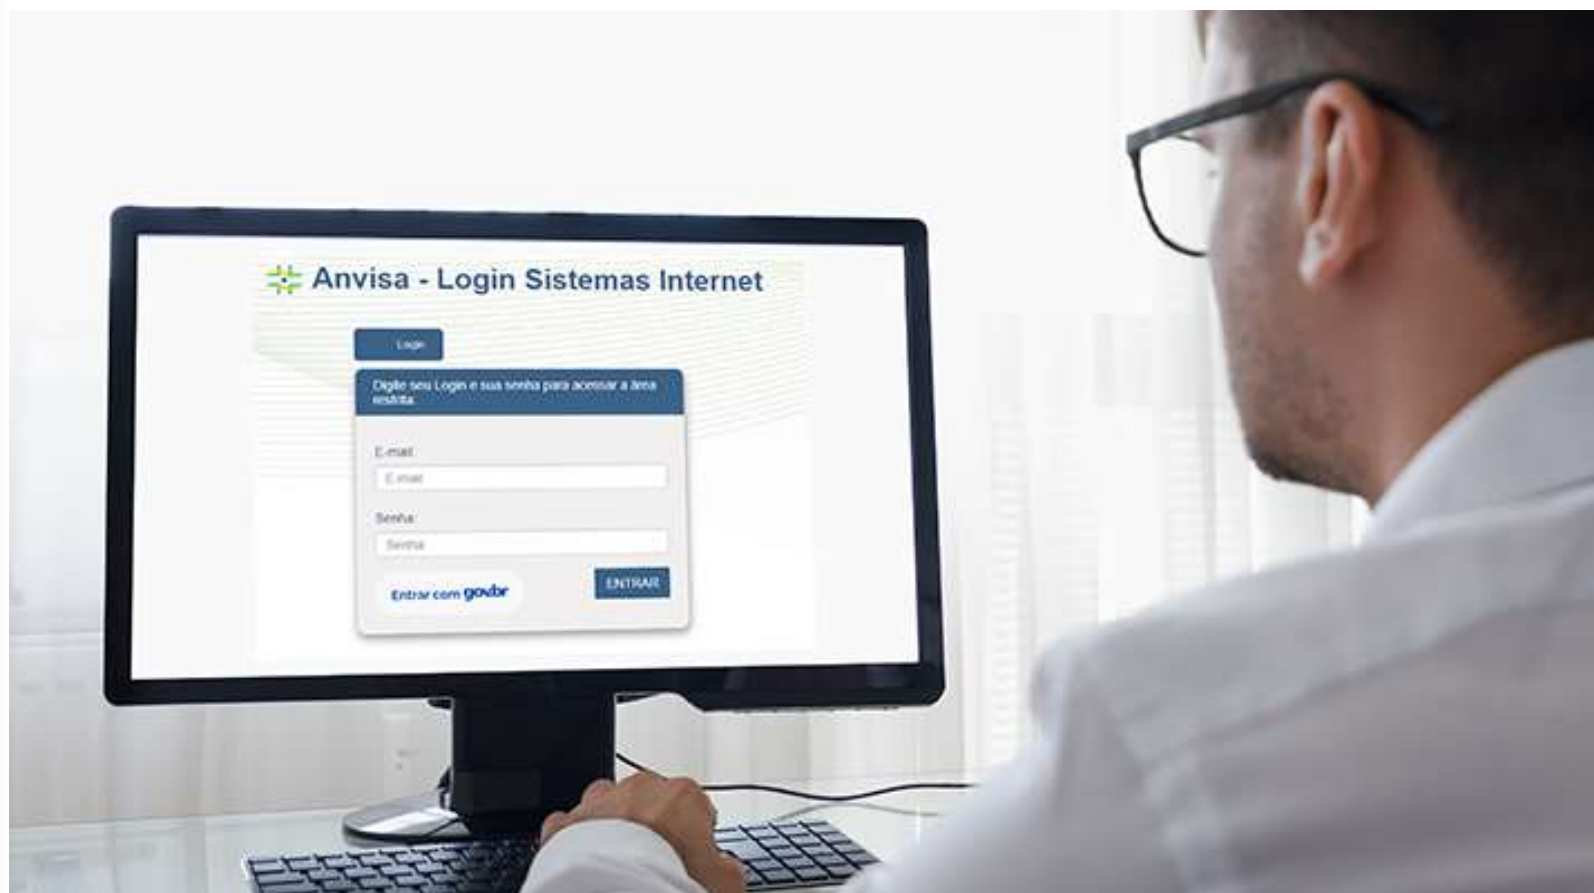 Anvisa - Login Sistemas Internet
Login
Digite seu Login e sua senha para acessar a área
restrita
E-mail:
E-mail
Senha:
Senha
Entrar com gov.br
ENTRAR